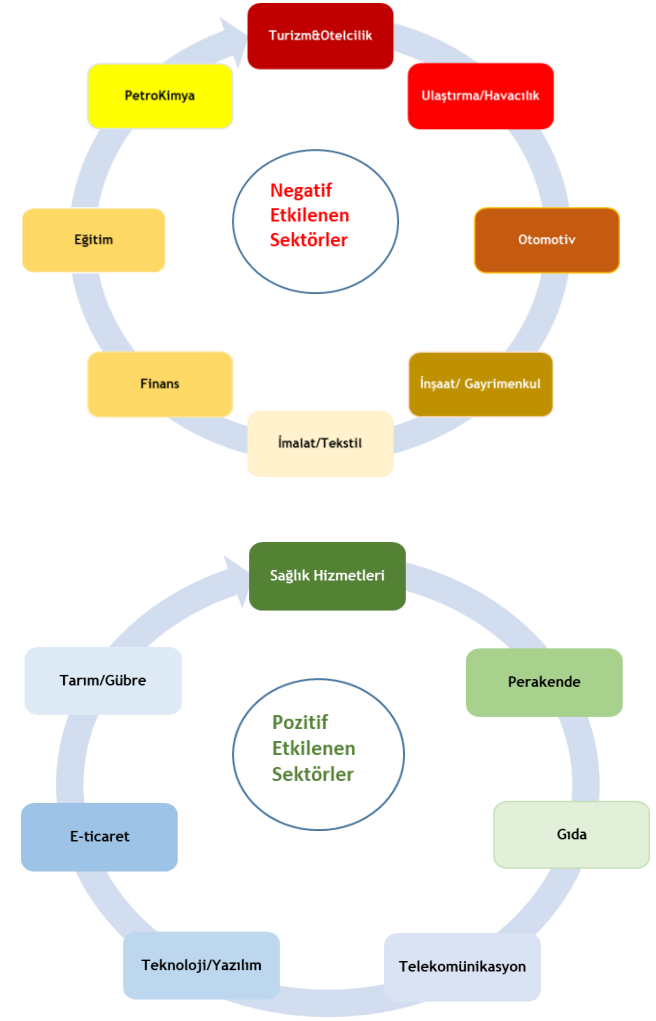 Turizm&Otelcilik
Ulaştırma/Havacılık
Otomotiv
İnşaat/ Gayrimenkul
İmalat/Tekstil
Finans
Eğitim
PetroKimya
Negatif
Etkilenen
Sektörler
Sağlık Hizmetleri
Perakende
Gıda
Telekomünikasyon
Teknoloji/Yazılım
E-ticaret
Tarım/Gübre
Pozitif
Etkilenen
Sektörler